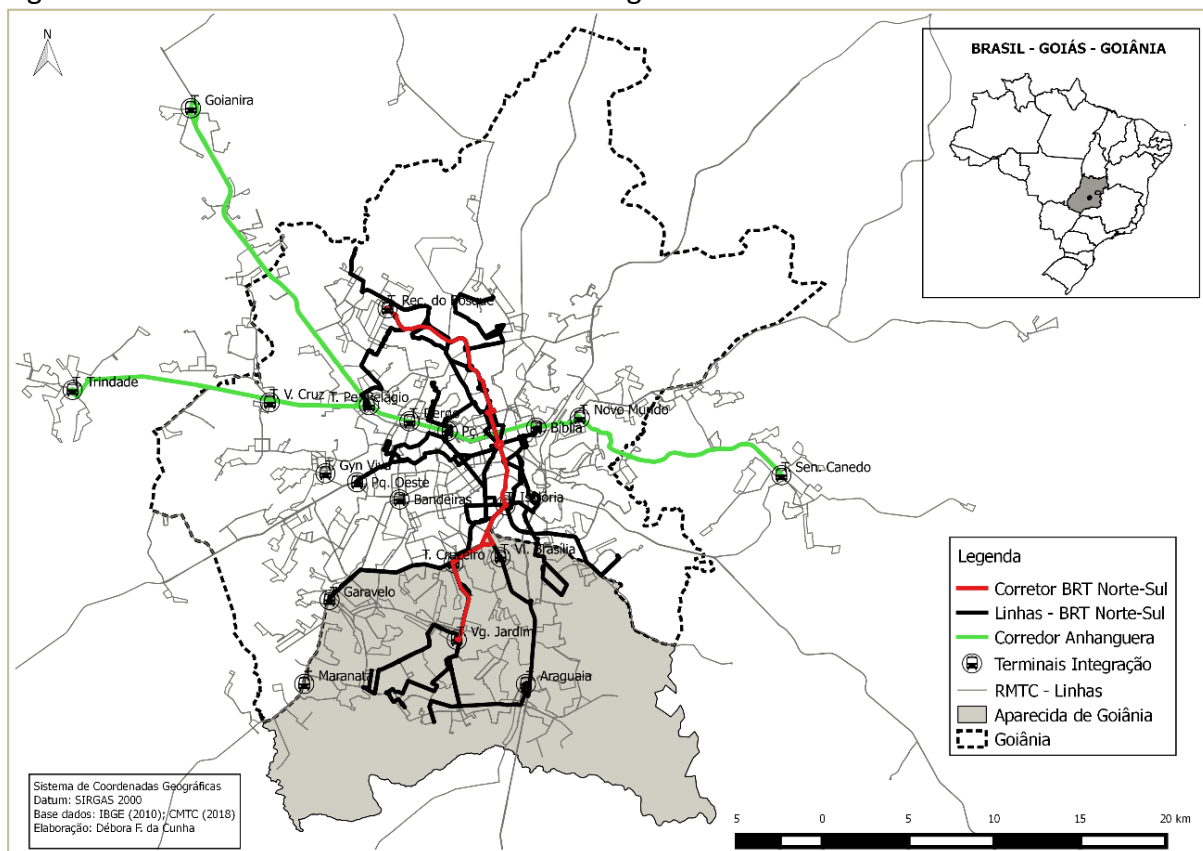 N
BRASIL - GOIÁS - GOIÂNIA
T. Goianira
T. Rec. do Bosque
T. Trindade
T. V. Cruz
T. Pe. Pelágio
T. Dergo
T. Pç.
T. Bíblia
T. Novo Mundo
T. Sen. Canedo
T. Gyn Viva
T. Pq. Oeste
T. Bandeiras
T. Isidória
T. Cruzeiro
T. Vl. Brasília
T. Garavelo
T. Vg. Jardim
T. Maranata
T. Araguaia
Legenda
Corretor BRT Norte-Sul
Linhas - BRT Norte-Sul
Corredor Anhanguera
Terminais Integração
RMTC - Linhas
Aparecida de Goiânia
Goiânia
Sistema de Coordenadas Geográficas
Datum: SIRGAS 2000
Base dados: IBGE (2010); CMTC (2018)
Elaboração: Débora F. da Cunha
5 0 5 10 15 20 km